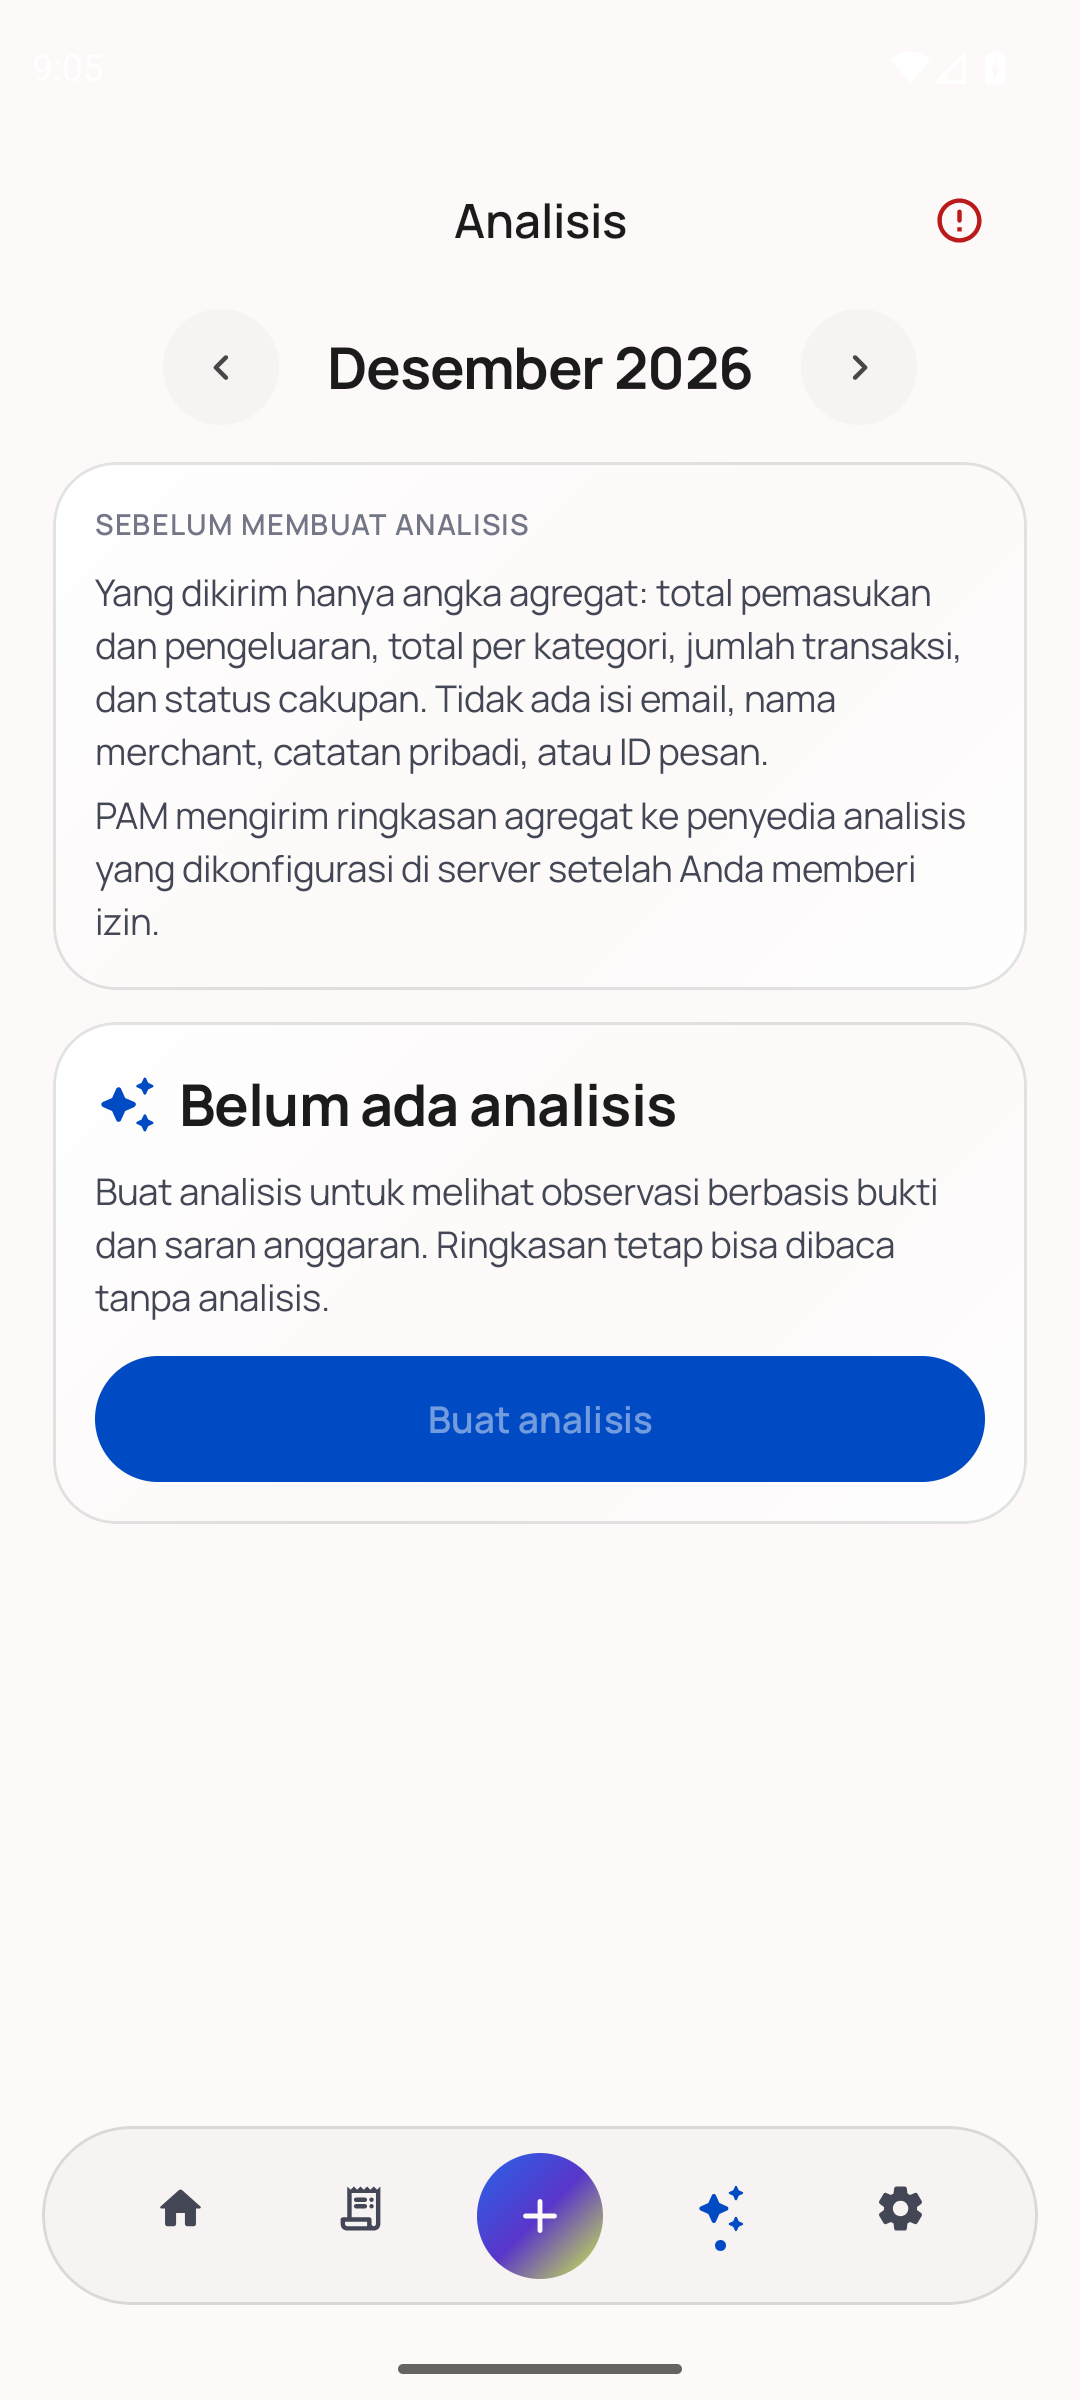 9:05
Analisis
Desember 2026
SEBELUM MEMBUAT ANALISIS
Yang dikirim hanya angka agregat: total pemasukan
dan pengeluaran, total per kategori, jumlah transaksi,
dan status cakupan. Tidak ada isi email, nama
merchant, catatan pribadi, atau ID pesan.
PAM mengirim ringkasan agregat ke penyedia analisis
yang dikonfigurasi di server setelah Anda memberi
izin.
Belum ada analisis
Buat analisis untuk melihat observasi berbasis bukti
dan saran anggaran. Ringkasan tetap bisa dibaca
tanpa analisis.
Buat analisis